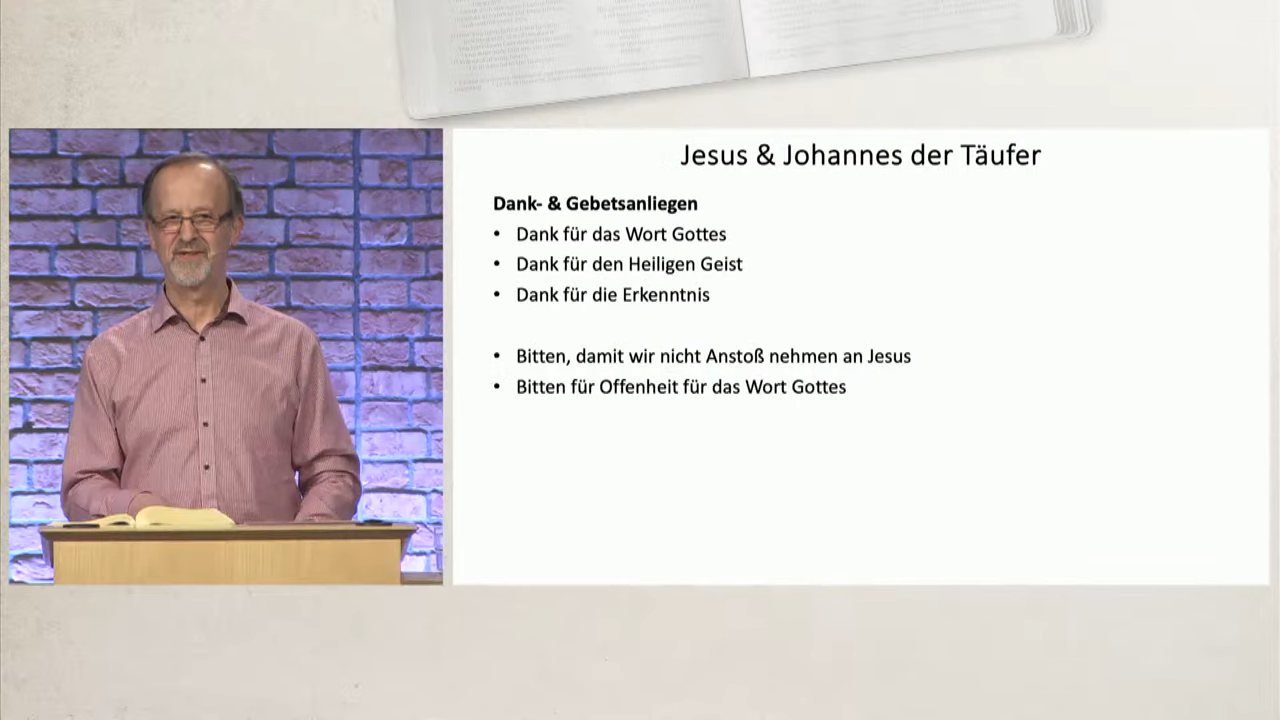 Jesus & Johannes der Täufer
Dank- & Gebetsanliegen
• Dank für das Wort Gottes
• Dank für den Heiligen Geist
• Dank für die Erkenntnis
• Bitten, damit wir nicht Anstoß nehmen an Jesus
• Bitten für Offenheit für das Wort Gottes